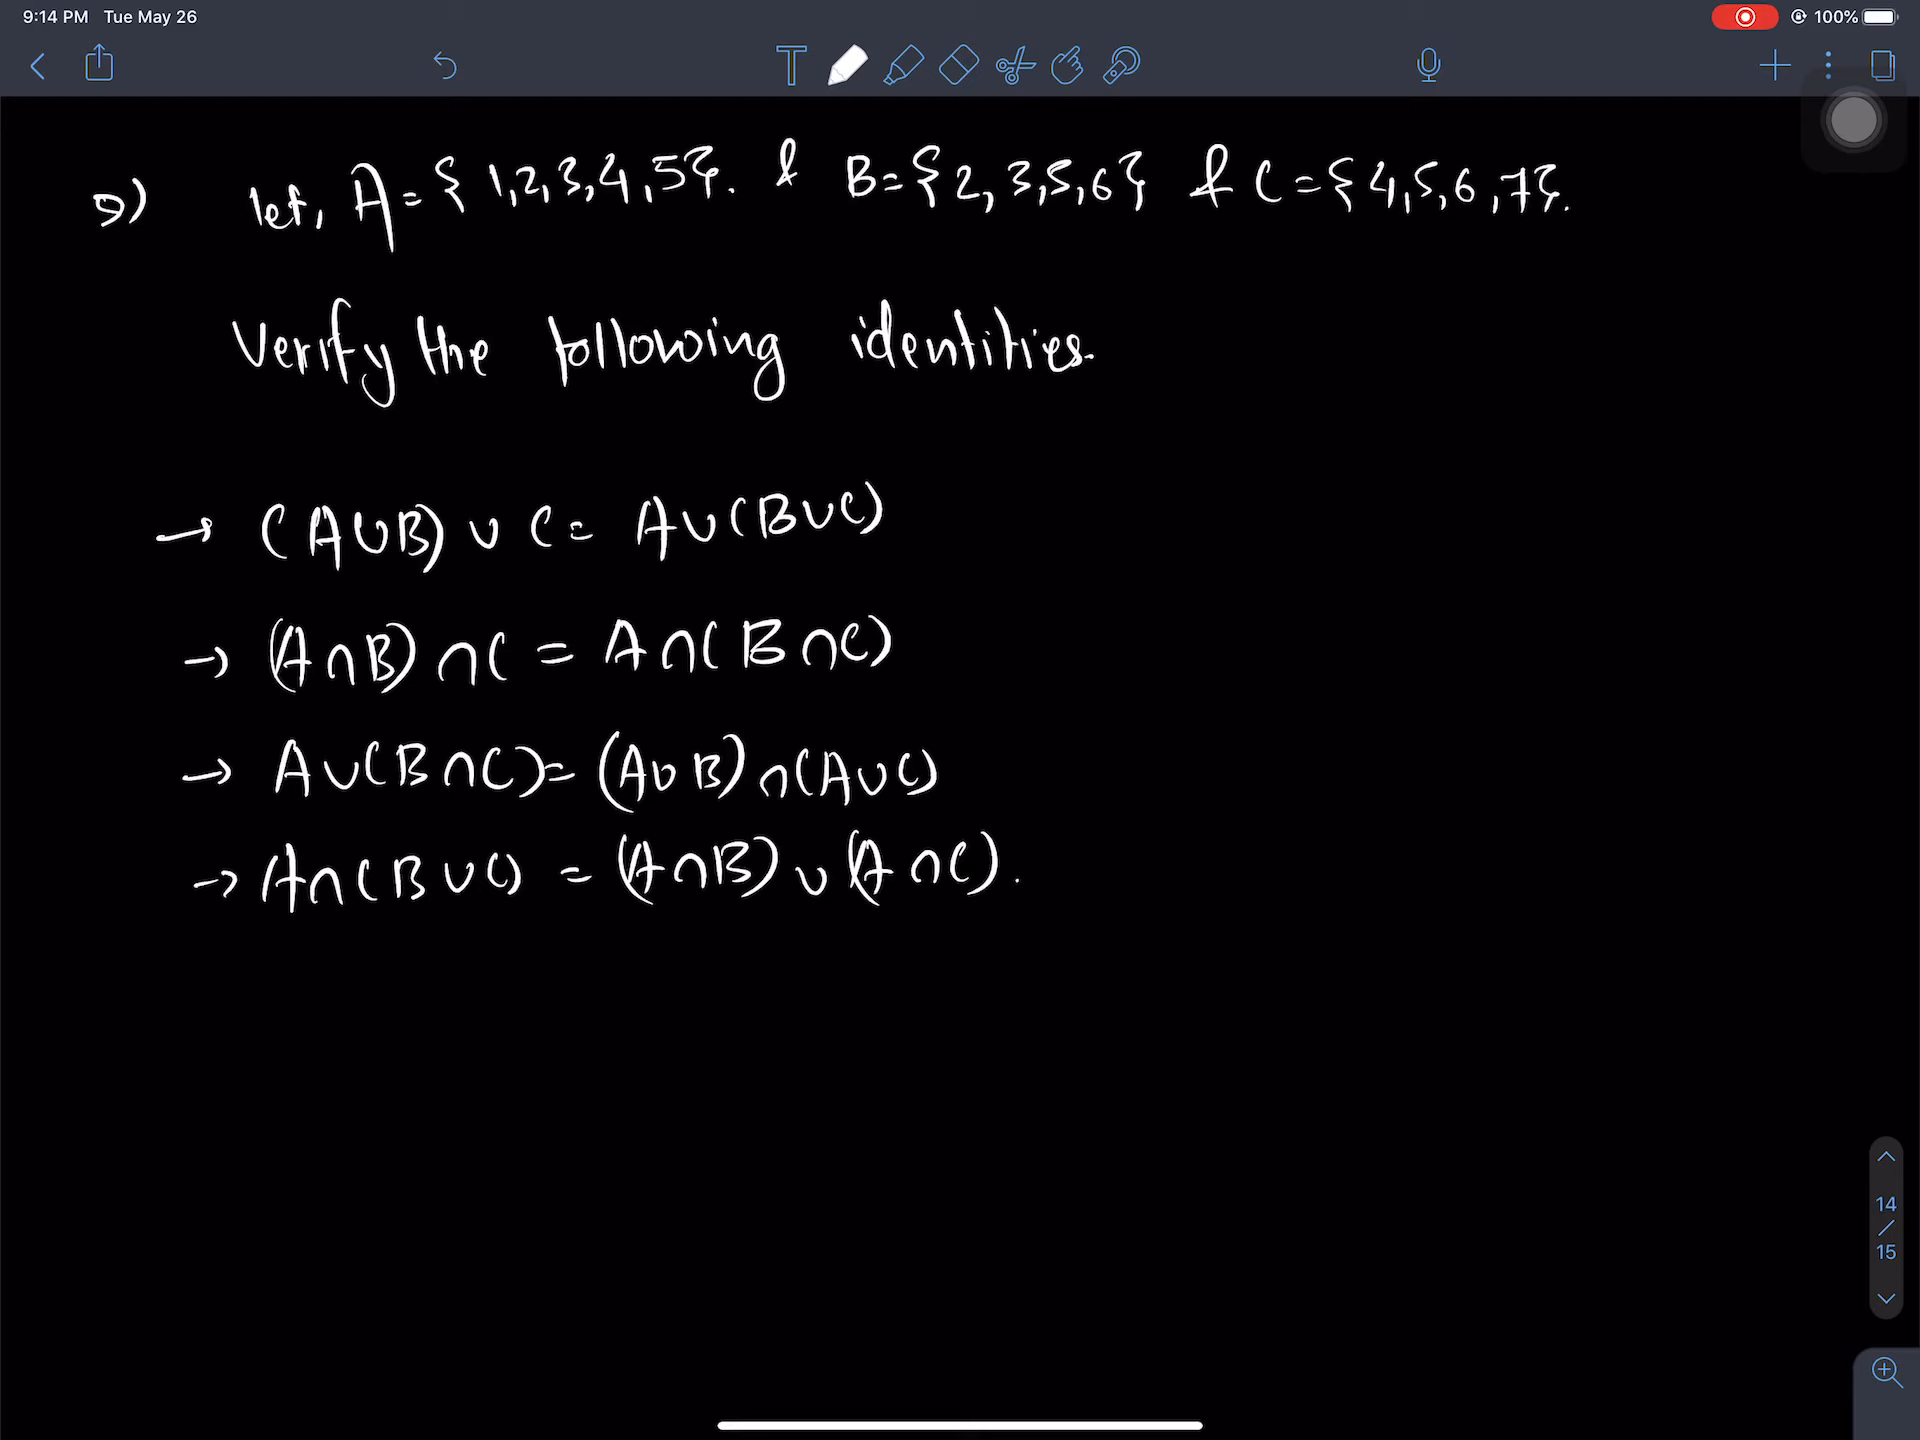 9:14 PM Tue May 26
100%
9) let, A = { 1,2,3,4,5}. & B={2,3,5,6} & C={4,5,6,7}.
Verify the following identities.
→ (A∪B) ∪ C = A∪(B∪C)
→ (A∩B) ∩C = A∩(B∩C)
→ A∪(B∩C)= (A∪B)∩(A∪C)
→ A∩(B∪C) = (A∩B)∪(A∩C).
14
/
15